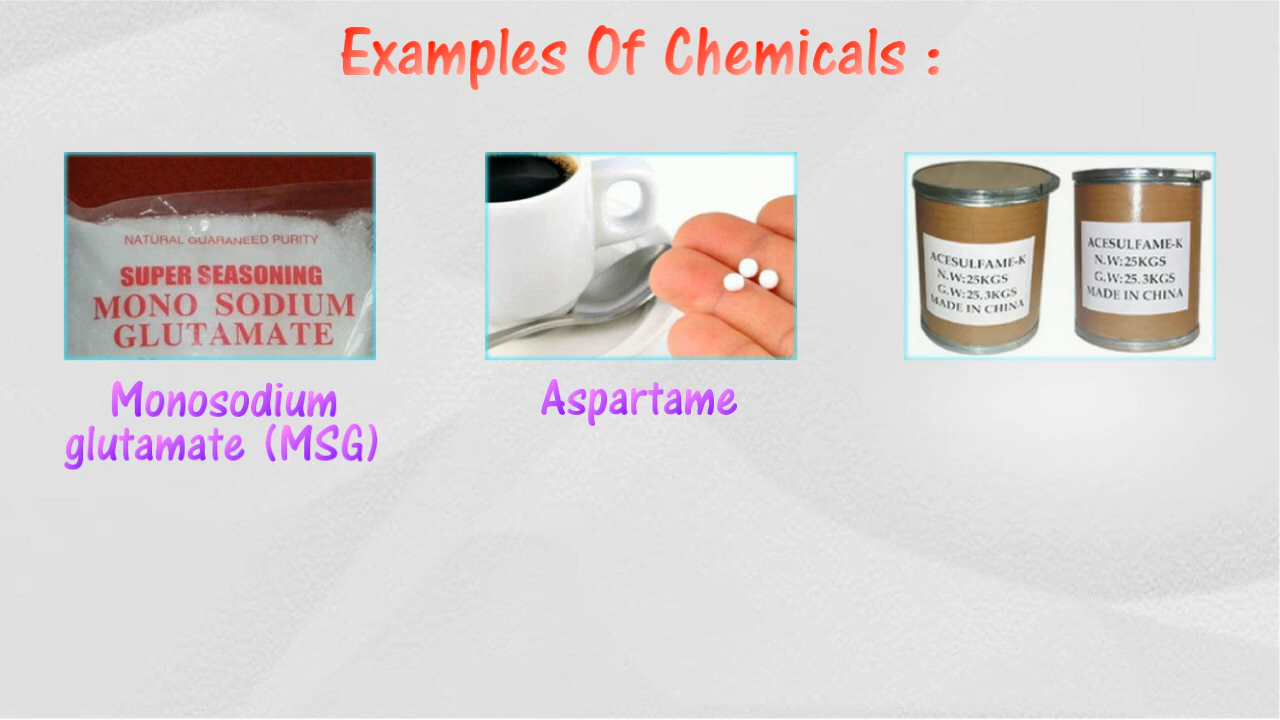 Examples Of Chemicals :
NATURAL GUARANEED PURITY
SUPER SEASONING
MONO SODIUM
GLUTAMATE
Monosodium
glutamate (MSG)
Aspartame
ACESULFAME-K
N.W:25KGS
G.W:25.3KGS
MADE IN CHINA
ACESULFAME-K
N.W:25KGS
G.W:25.3KGS
MADE IN CHINA